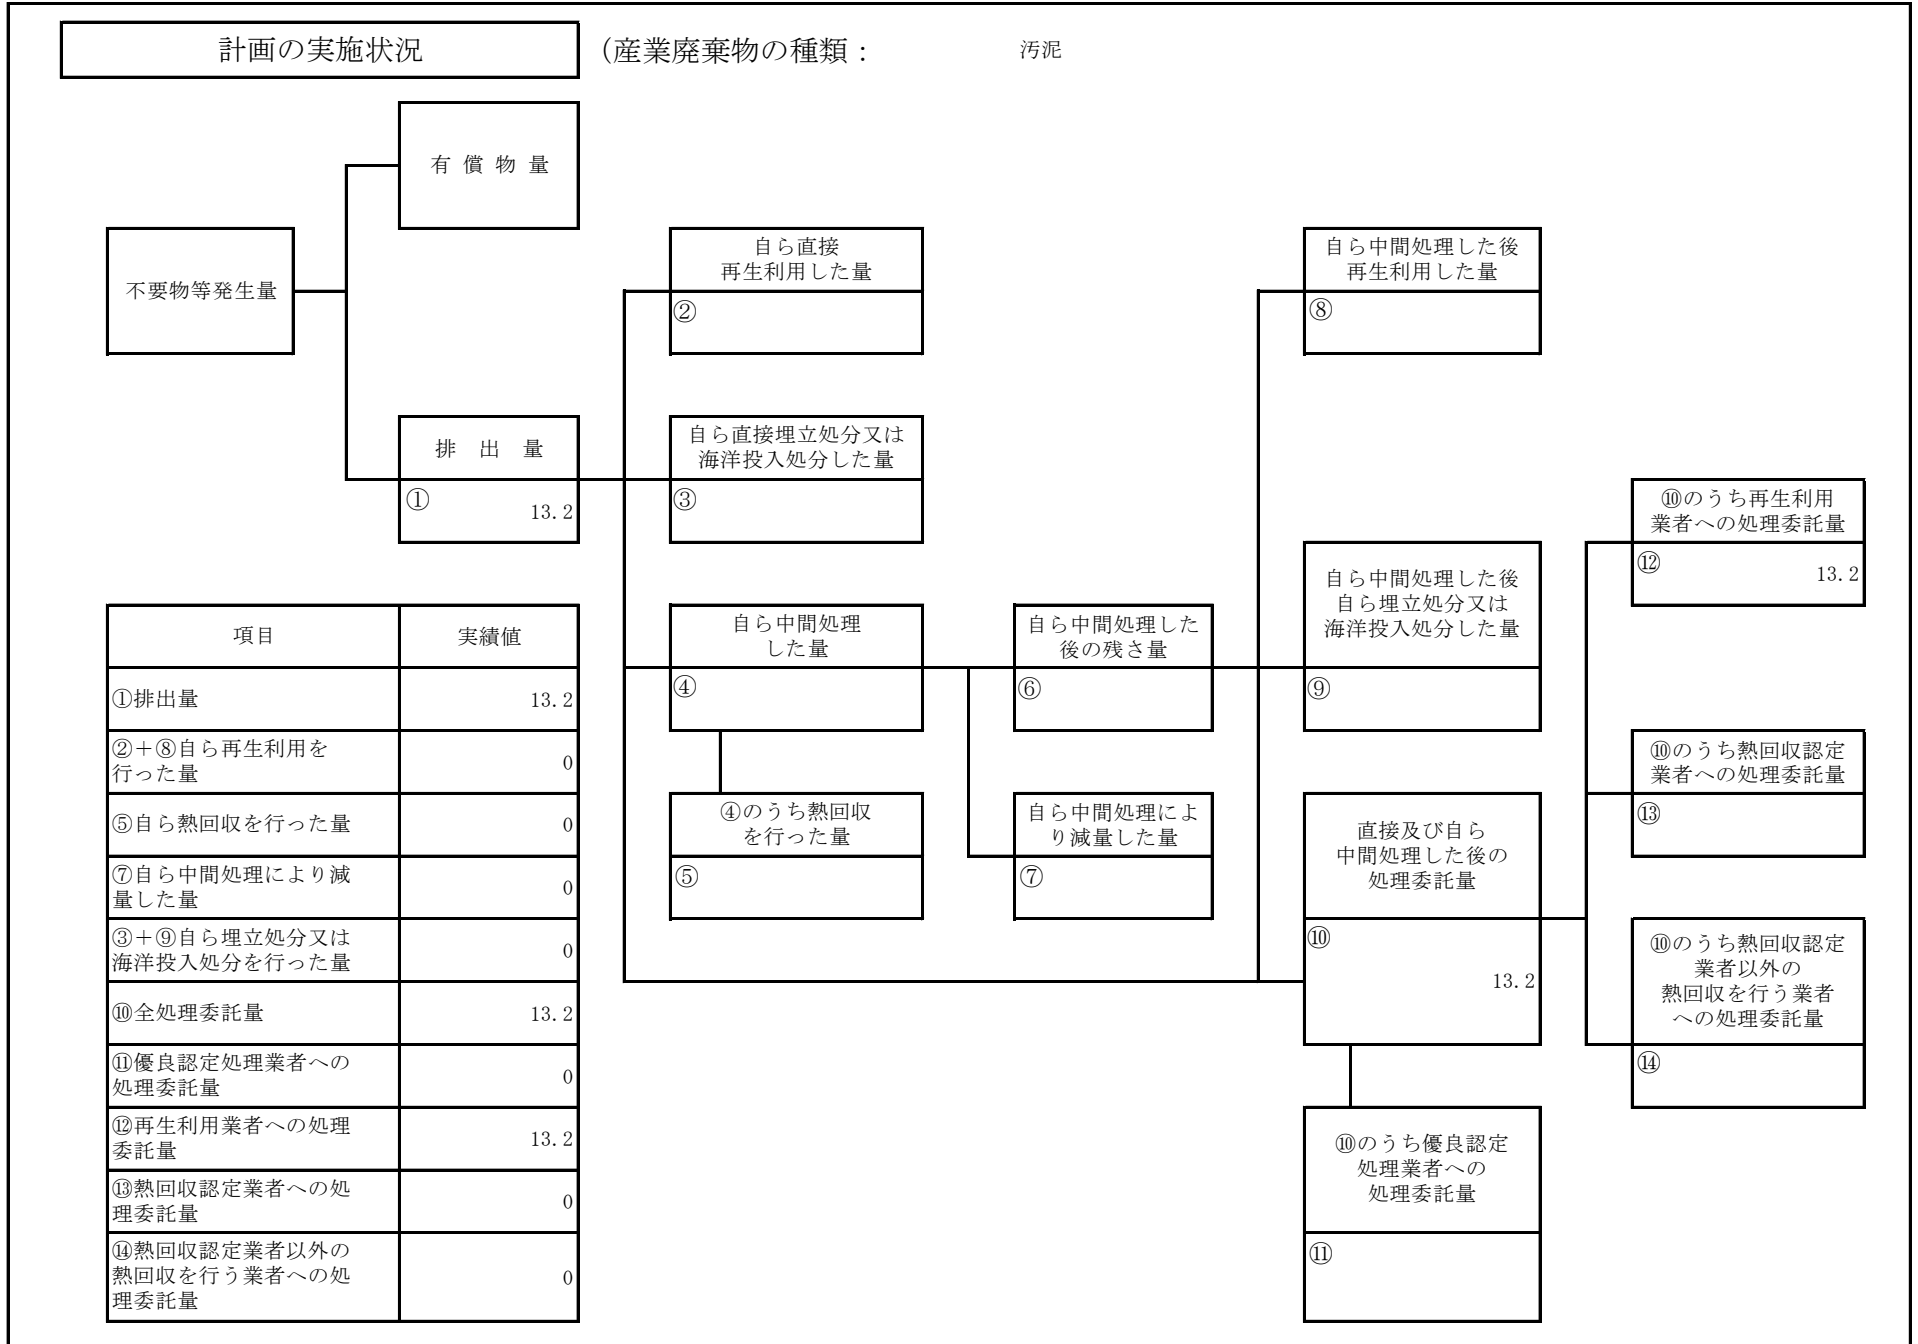 計画の実施状況
（産業廃棄物の種類：
汚泥
有 償 物 量
不要物等発生量
自ら直接
再生利用した量
②
自ら中間処理した後
再生利用した量
⑧
排 出 量
①
13.2
自ら直接埋立処分又は
海洋投入処分した量
③
⑩のうち再生利用
業者への処理委託量
⑫
13.2
自ら中間処理
した量
④
自ら中間処理した
後の残さ量
⑥
自ら中間処理した後
自ら埋立処分又は
海洋投入処分した量
⑨
⑩のうち熱回収認定
業者への処理委託量
⑬
④のうち熱回収
を行った量
⑤
自ら中間処理によ
り減量した量
⑦
直接及び自ら
中間処理した後の
処理委託量
⑩
13.2
⑩のうち熱回収認定
業者以外の
熱回収を行う業者
への処理委託量
⑭
⑩のうち優良認定
処理業者への
処理委託量
⑪
項目 実績値
①排出量 13.2
②＋⑧自ら再生利用を
行った量 0
⑤自ら熱回収を行った量 0
⑦自ら中間処理により減
量した量 0
③＋⑨自ら埋立処分又は
海洋投入処分を行った量 0
⑩全処理委託量 13.2
⑪優良認定処理業者への
処理委託量 0
⑫再生利用業者への処理
委託量 13.2
⑬熱回収認定業者への処
理委託量 0
⑭熱回収認定業者以外の
熱回収を行う業者への処
理委託量 0